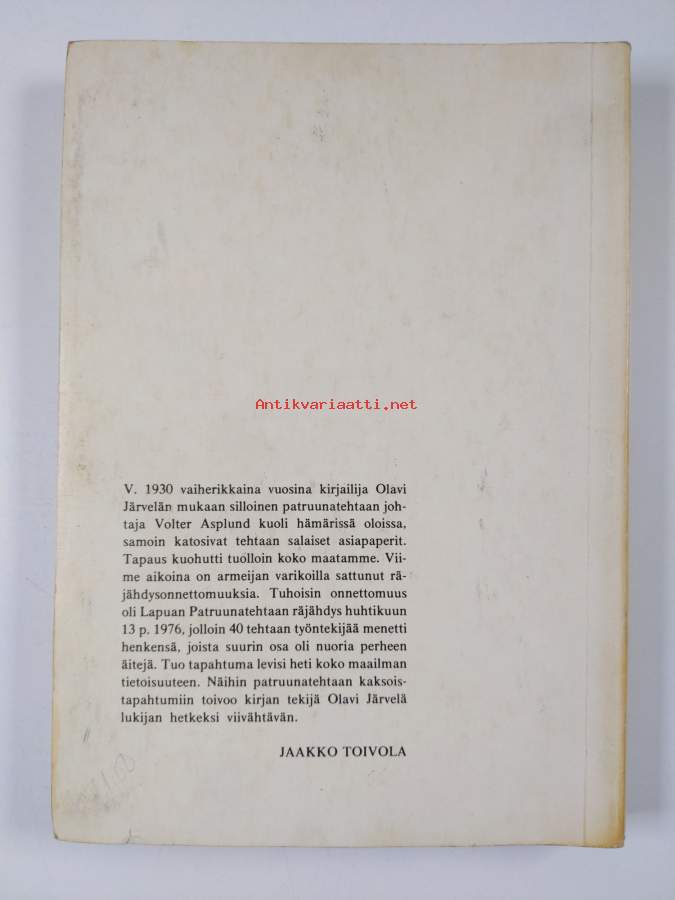 Antikvariaatti.net
V. 1930 vaiherikkaina vuosina kirjailija Olavi
Järvelän mukaan silloinen patruunatehtaan joh-
taja Volter Asplund kuoli hämärissä oloissa,
samoin katosivat tehtaan salaiset asiapaperit.
Tapaus kuohutti tuolloin koko maatamme. Vii-
me aikoina on armeijan varikoilla sattunut rä-
jähdysonnettomuuksia. Tuhoisin onnettomuus
oli Lapuan Patruunatehtaan räjähdys huhtikuun
13 p. 1976, jolloin 40 tehtaan työntekijää menetti
henkensä, joista suurin osa oli nuoria perheen
äitejä. Tuo tapahtuma levisi heti koko maailman
tietoisuuteen. Näihin patruunatehtaan kaksois-
tapahtumiin toivoo kirjan tekijä Olavi Järvelä
lukijan hetkeksi viivähtävän.
JAAKKO TOIVOLA